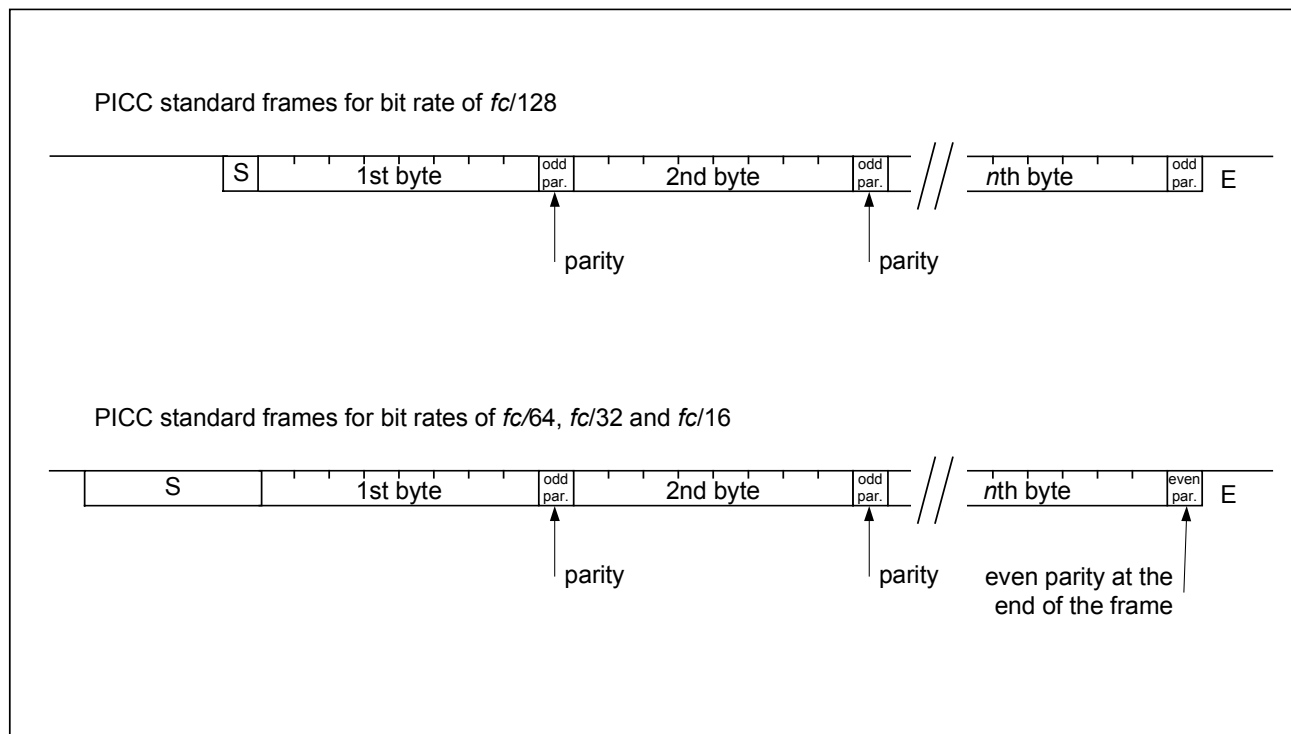 PICC standard frames for bit rate of fc/128
S 1st byte odd par. 2nd byte odd par. nth byte odd par. E
parity parity
PICC standard frames for bit rates of fc/64, fc/32 and fc/16
S 1st byte odd par. 2nd byte odd par. nth byte even par. E
parity parity even parity at the
end of the frame